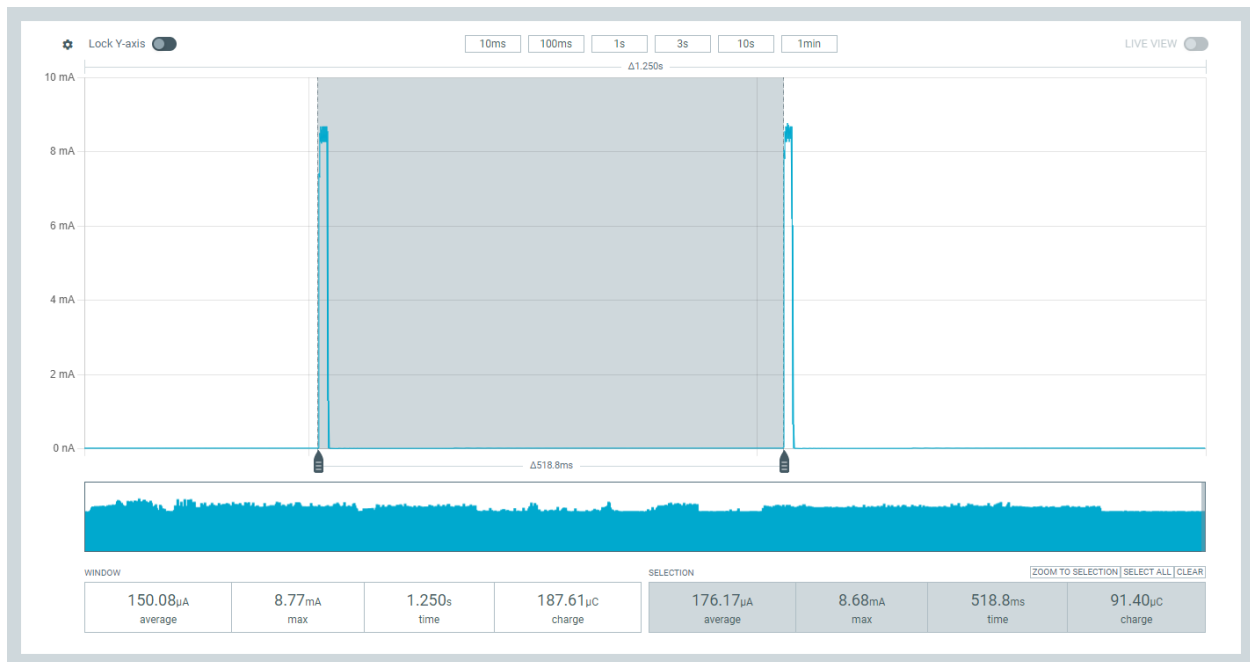 Lock Y-axis 10ms 100ms 1s 3s 10s 1min LIVE VIEW
Δ1.250s
10 mA
8 mA
6 mA
4 mA
2 mA
0 nA
Δ518.8ms
WINDOW SELECTION ZOOM TO SELECTION SELECT ALL CLEAR
150.08μA 8.77mA 1.250s 187.61μC 176.17μA 8.68mA 518.8ms 91.40μC
average max time charge average max time charge